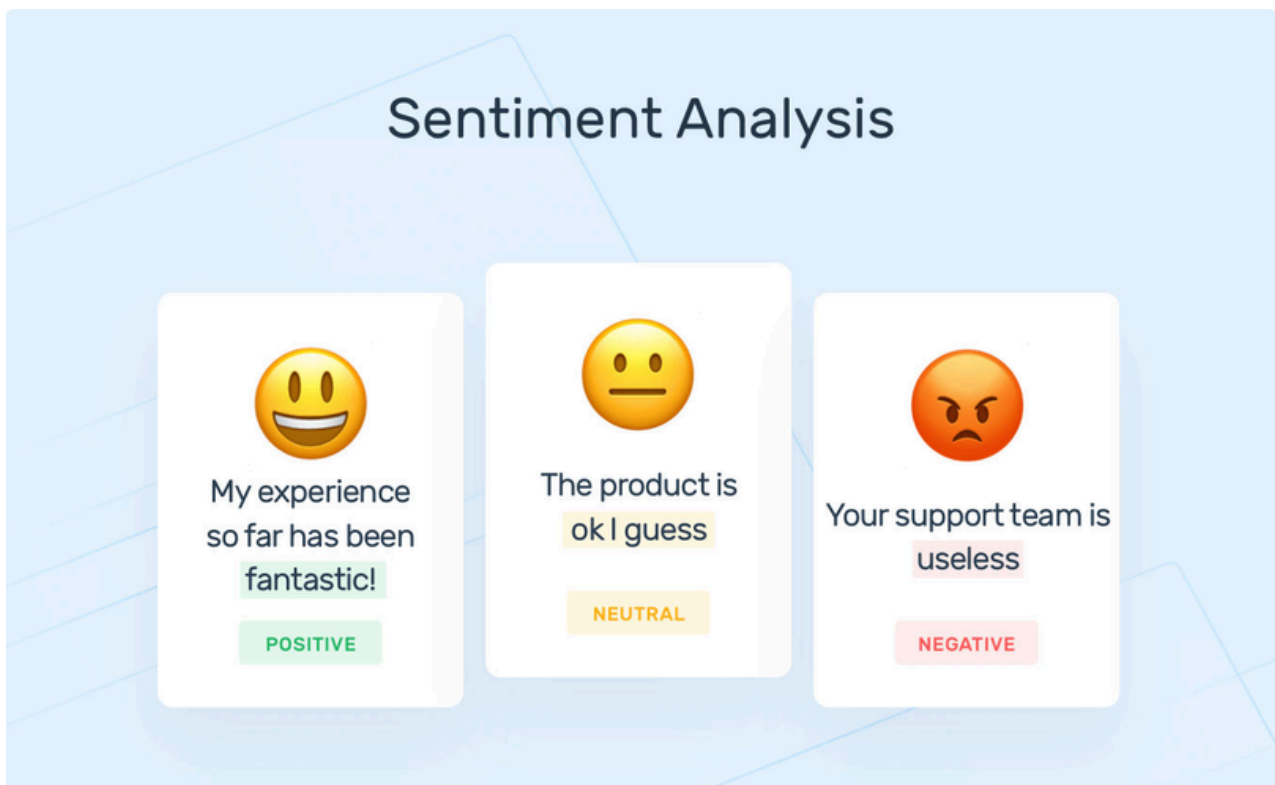 Sentiment Analysis
My experience
so far has been
fantastic!
POSITIVE
The product is
ok I guess
NEUTRAL
Your support team is
useless
NEGATIVE